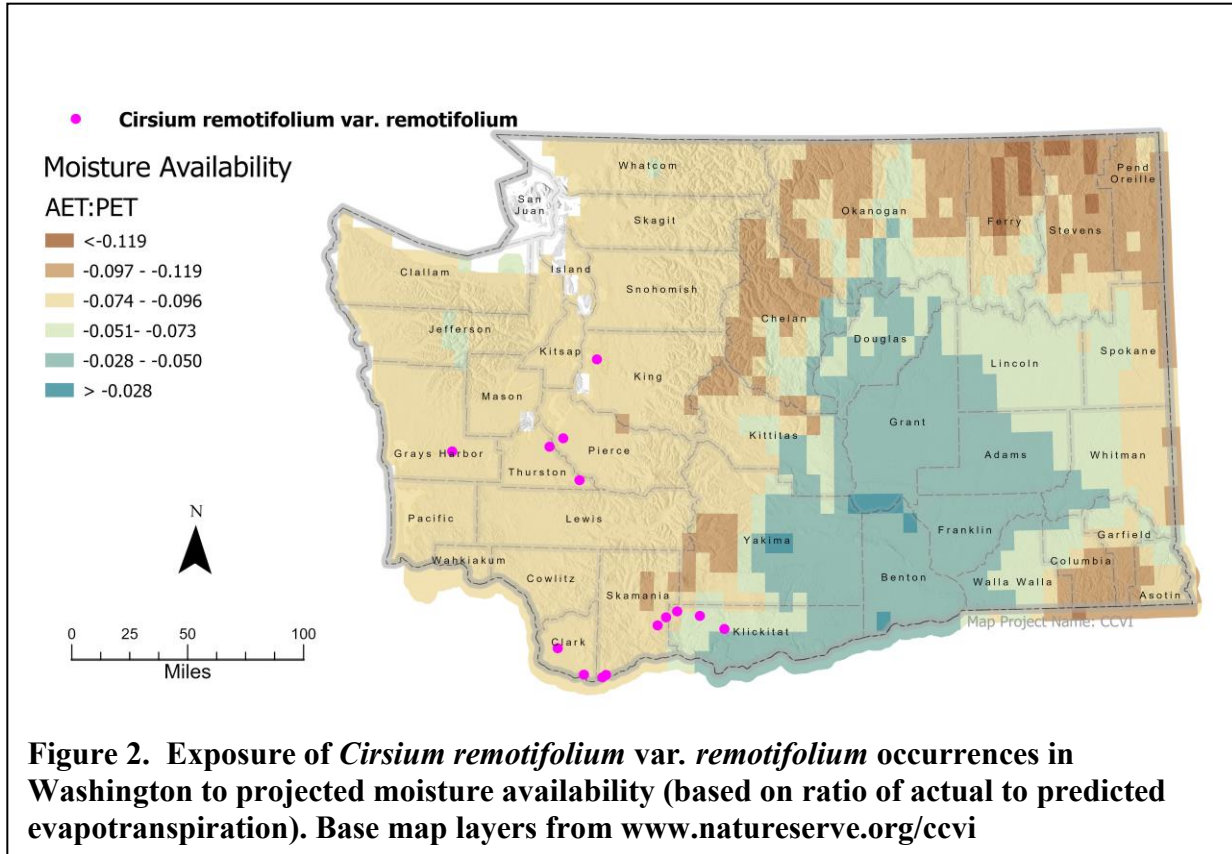 Cirsium remotifolium var. remotifolium
Moisture Availability
AET:PET
<-0.119
-0.097 - -0.119
-0.074 - -0.096
-0.051- -0.073
-0.028 - -0.050
> -0.028
Whatcom
San Juan
Skagit
Island
Clallam
Snohomish
Jefferson
Kitsap
King
Mason
Grays Harbor
Thurston
Pierce
Pacific
Lewis
Wahkiakum
Cowlitz
Skamania
Clark
Okanogan
Ferry
Stevens
Pend Oreille
Chelan
Douglas
Lincoln
Spokane
Grant
Kittitas
Adams
Whitman
Yakima
Franklin
Garfield
Benton
Walla Walla
Columbia
Asotin
Klickitat
Map Project Name: CCVI
N
0 25 50 100
Miles
Figure 2. Exposure of Cirsium remotifolium var. remotifolium occurrences in
Washington to projected moisture availability (based on ratio of actual to predicted
evapotranspiration). Base map layers from www.natureserve.org/ccvi